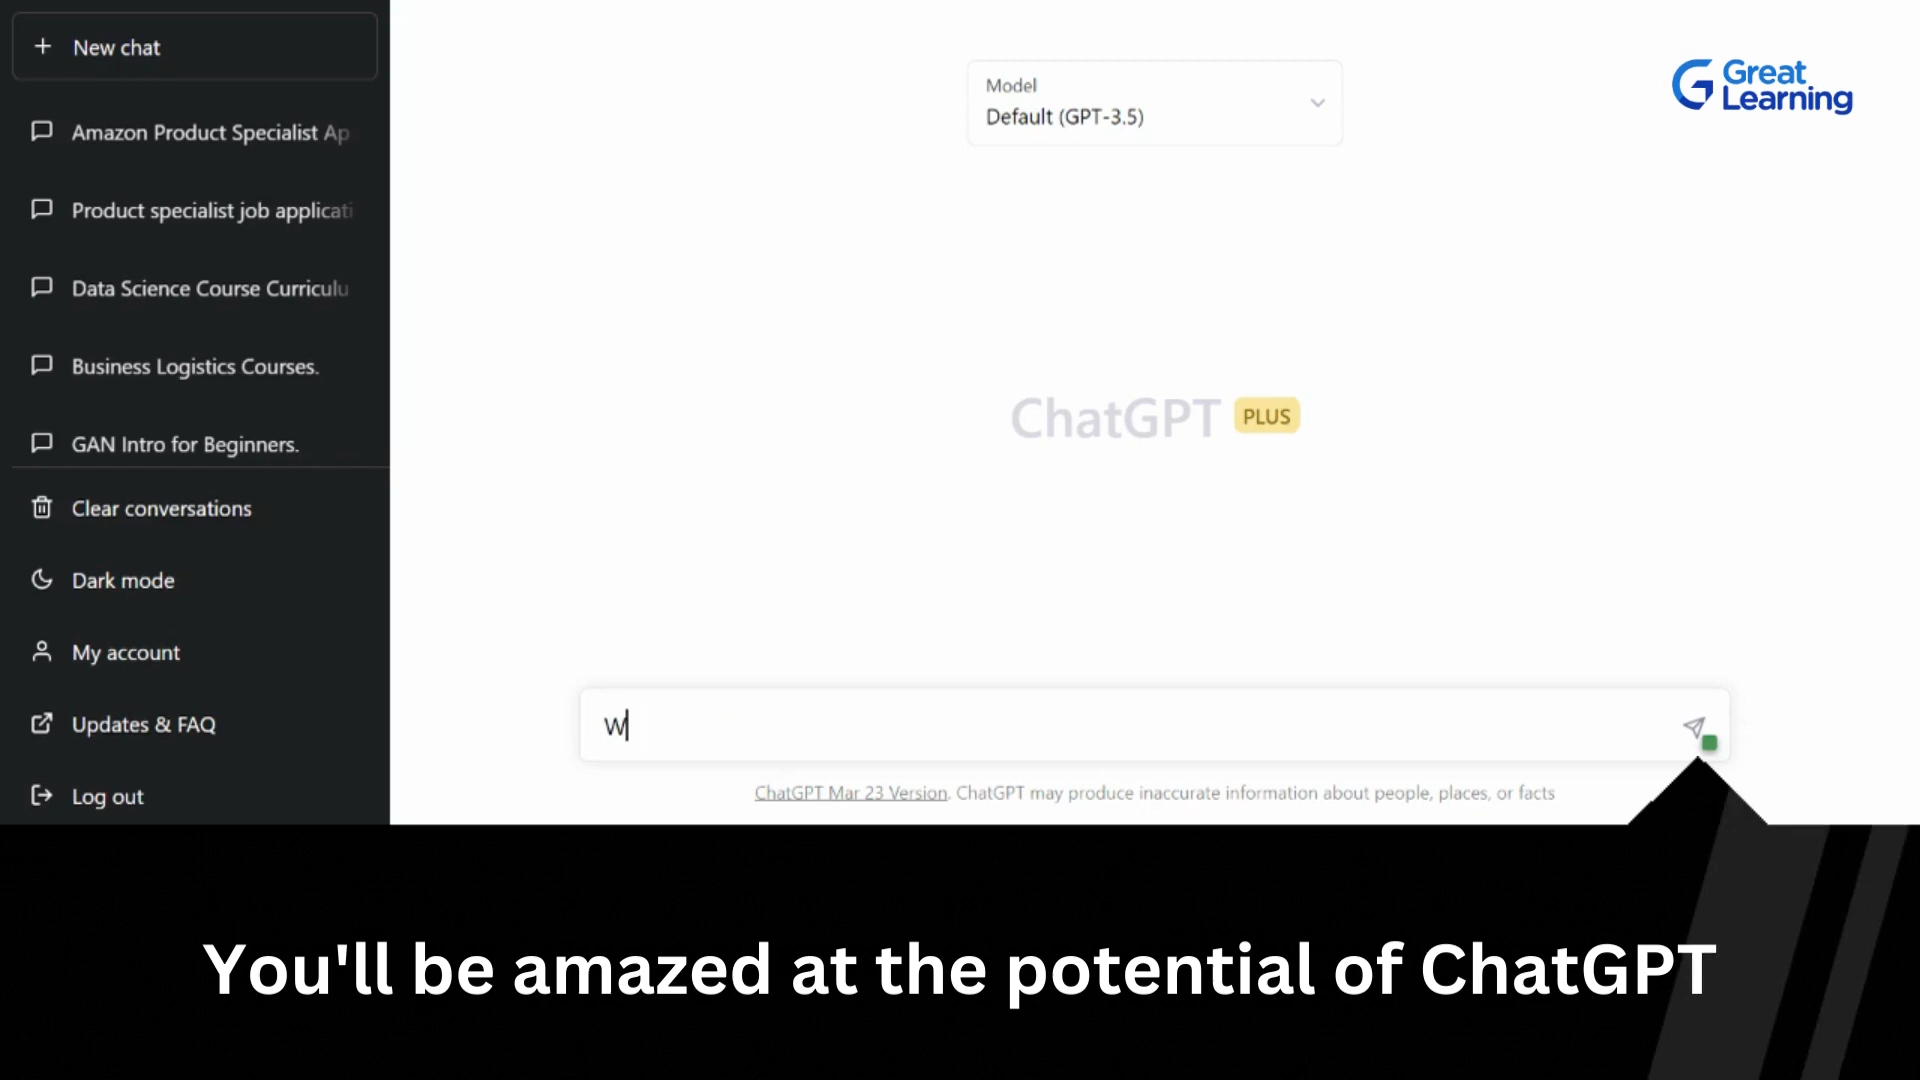 New chat
Amazon Product Specialist Ap
Product specialist job applicati
Data Science Course Curriculu
Business Logistics Courses.
GAN Intro for Beginners.
Clear conversations
Dark mode
My account
Updates & FAQ
Log out
Model
Default (GPT-3.5)
Great
Learning
ChatGPT PLUS
W
ChatGPT Mar 23 Version. ChatGPT may produce inaccurate information about people, places, or facts
You'll be amazed at the potential of ChatGPT